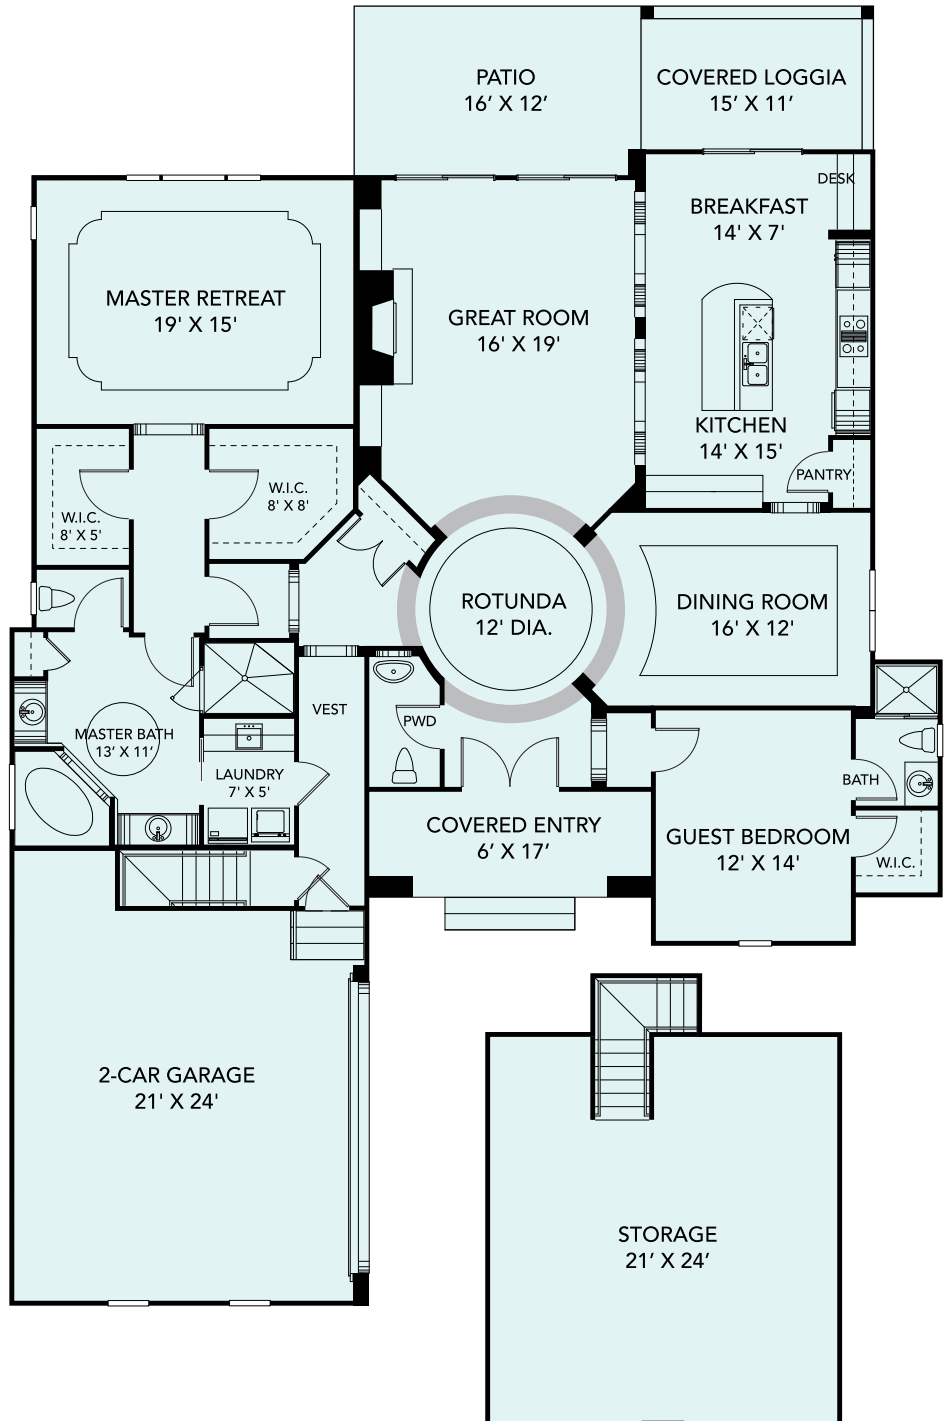 PATIO
16’ X 12’
COVERED LOGGIA
15’ X 11’
DESK
BREAKFAST
14' X 7'
MASTER RETREAT
19' X 15'
GREAT ROOM
16' X 19'
KITCHEN
14' X 15'
PANTRY
W.I.C.
8' X 8'
W.I.C.
8' X 5'
ROTUNDA
12' DIA.
DINING ROOM
16' X 12'
VEST
PWD
MASTER BATH
13’ X 11’
LAUNDRY
7' X 5'
BATH
COVERED ENTRY
6’ X 17’
GUEST BEDROOM
12' X 14'
W.I.C.
2-CAR GARAGE
21' X 24'
STORAGE
21’ X 24’